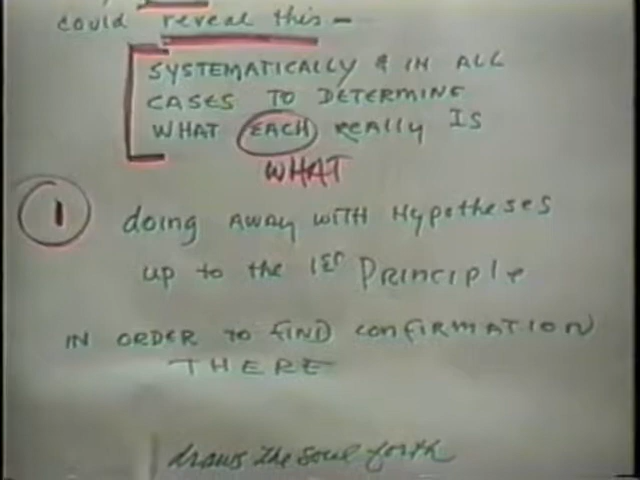 could reveal this —
SYSTEMATICALLY & IN ALL
CASES TO DETERMINE
WHAT EACH REALLY IS
WHAT
1 doing AWAY WITH Hypotheses
up to the 1ST PRINCIPLE
IN ORDER TO FIND CONFIRMATION
THERE
draws the soul forth